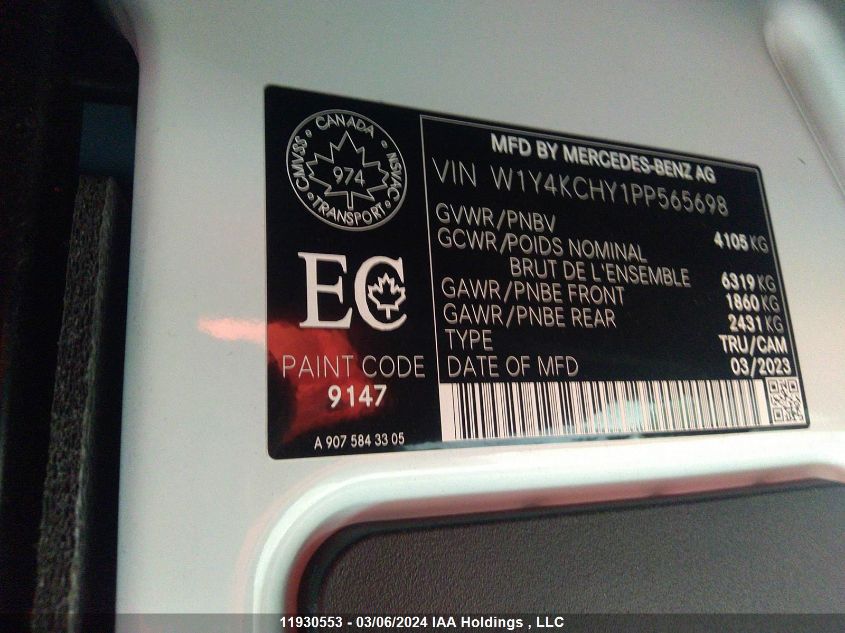 CANADA
CMVSS
NSVAC
974
TRANSPORT
EC
PAINT CODE
9147
A 907 584 33 05
MFD BY MERCEDES-BENZ AG
VIN W1Y4KCHY1PP565698
GVWR/PNBV 4105 KG
GCWR/POIDS NOMINAL
BRUT DE L'ENSEMBLE 6319 KG
GAWR/PNBE FRONT 1860 KG
GAWR/PNBE REAR 2431 KG
TYPE TRU/CAM
DATE OF MFD 03/2023
11930553 - 03/06/2024 IAA Holdings , LLC